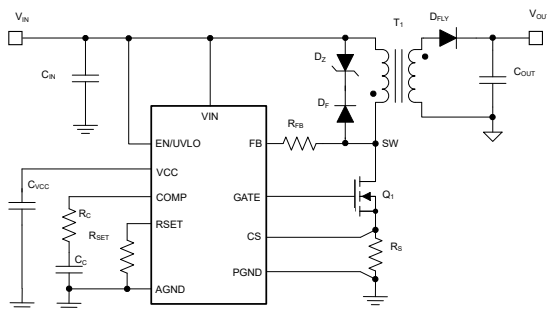 VIN
T1
DFLY
VOUT
CIN
DZ
DF
COUT
VIN
EN/UVLO
FB
RFB
SW
VCC
CVCC
COMP
GATE
Q1
RC
RSET
RSET
CS
RS
CC
PGND
AGND